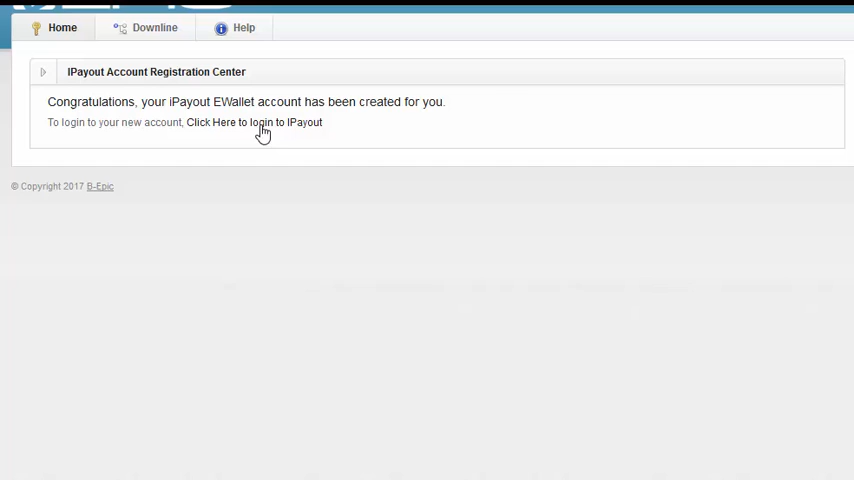 Home Downline Help
IPayout Account Registration Center
Congratulations, your iPayout EWallet account has been created for you.
To login to your new account, Click Here to login to IPayout
© Copyright 2017 B-Epic